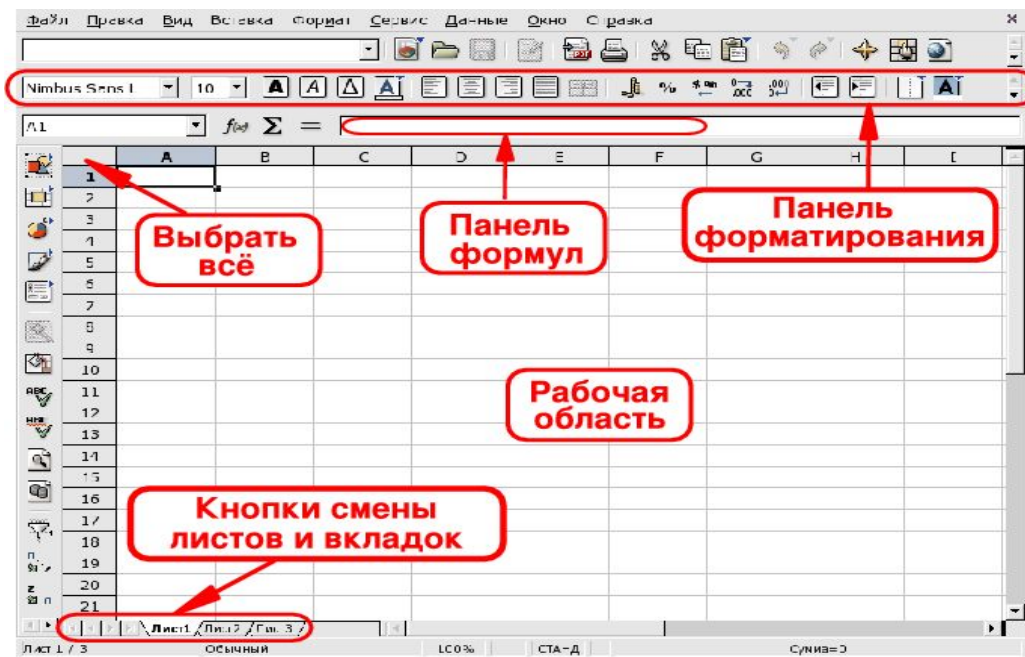 Файл Правка Вид Вставка Формат Сервис Данные Окно Справка
Nimbus Sans L 10
A1 f(x) Σ =
A B C D E F G H I
1
2
3
4
5
6
7
8
9
10
11
12
13
14
15
16
17
18
19
20
21
Выбрать
всё
Панель
формул
Панель
форматирования
Рабочая
область
Кнопки смены
листов и вкладок
Лист1 Лист2 Лист3
Лист 1 / 3 Обычный 100% СТАНД Сумма=0